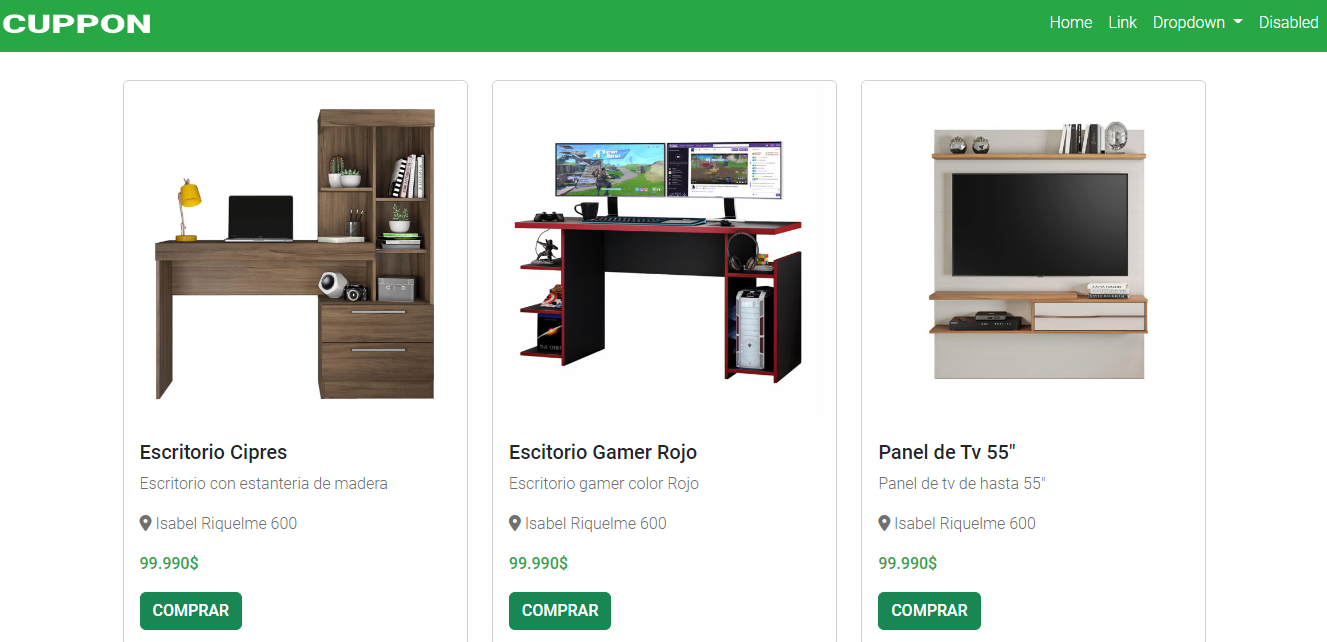 CUPPON
Home Link Dropdown Disabled
Escritorio Cipres
Escritorio con estanteria de madera
Isabel Riquelme 600
99.990$
COMPRAR
Escitorio Gamer Rojo
Escritorio gamer color Rojo
Isabel Riquelme 600
99.990$
COMPRAR
Panel de Tv 55"
Panel de tv de hasta 55"
Isabel Riquelme 600
99.990$
COMPRAR